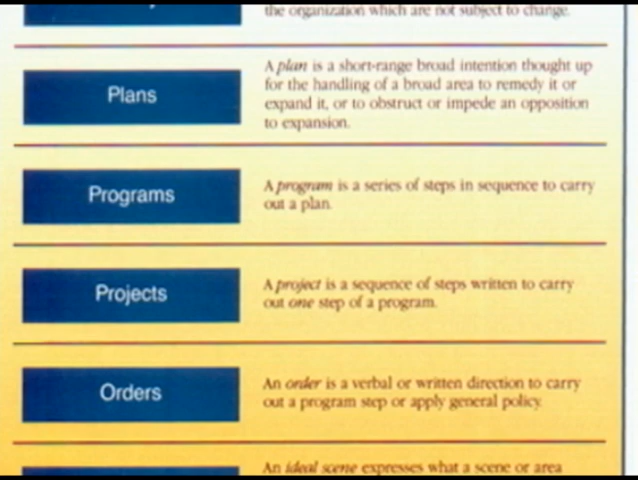 the organization which are not subject to change.
Plans
A plan is a short-range broad intention thought up
for the handling of a broad area to remedy it or
expand it, or to obstruct or impede an opposition
to expansion.
Programs
A program is a series of steps in sequence to carry
out a plan.
Projects
A project is a sequence of steps written to carry
out one step of a program.
Orders
An order is a verbal or written direction to carry
out a program step or apply general policy.
An ideal scene expresses what a scene or area